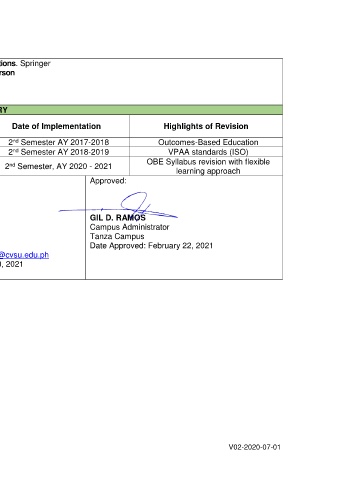 tions. Springer
rson
RY
Date of Implementation Highlights of Revision
2nd Semester AY 2017-2018 Outcomes-Based Education
2nd Semester AY 2018-2019 VPAA standards (ISO)
2nd Semester, AY 2020 - 2021 OBE Syllabus revision with flexible
learning approach
Approved:
GIL D. RAMOS
Campus Administrator
Tanza Campus
Date Approved: February 22, 2021
@cvsu.edu.ph
, 2021
V02-2020-07-01